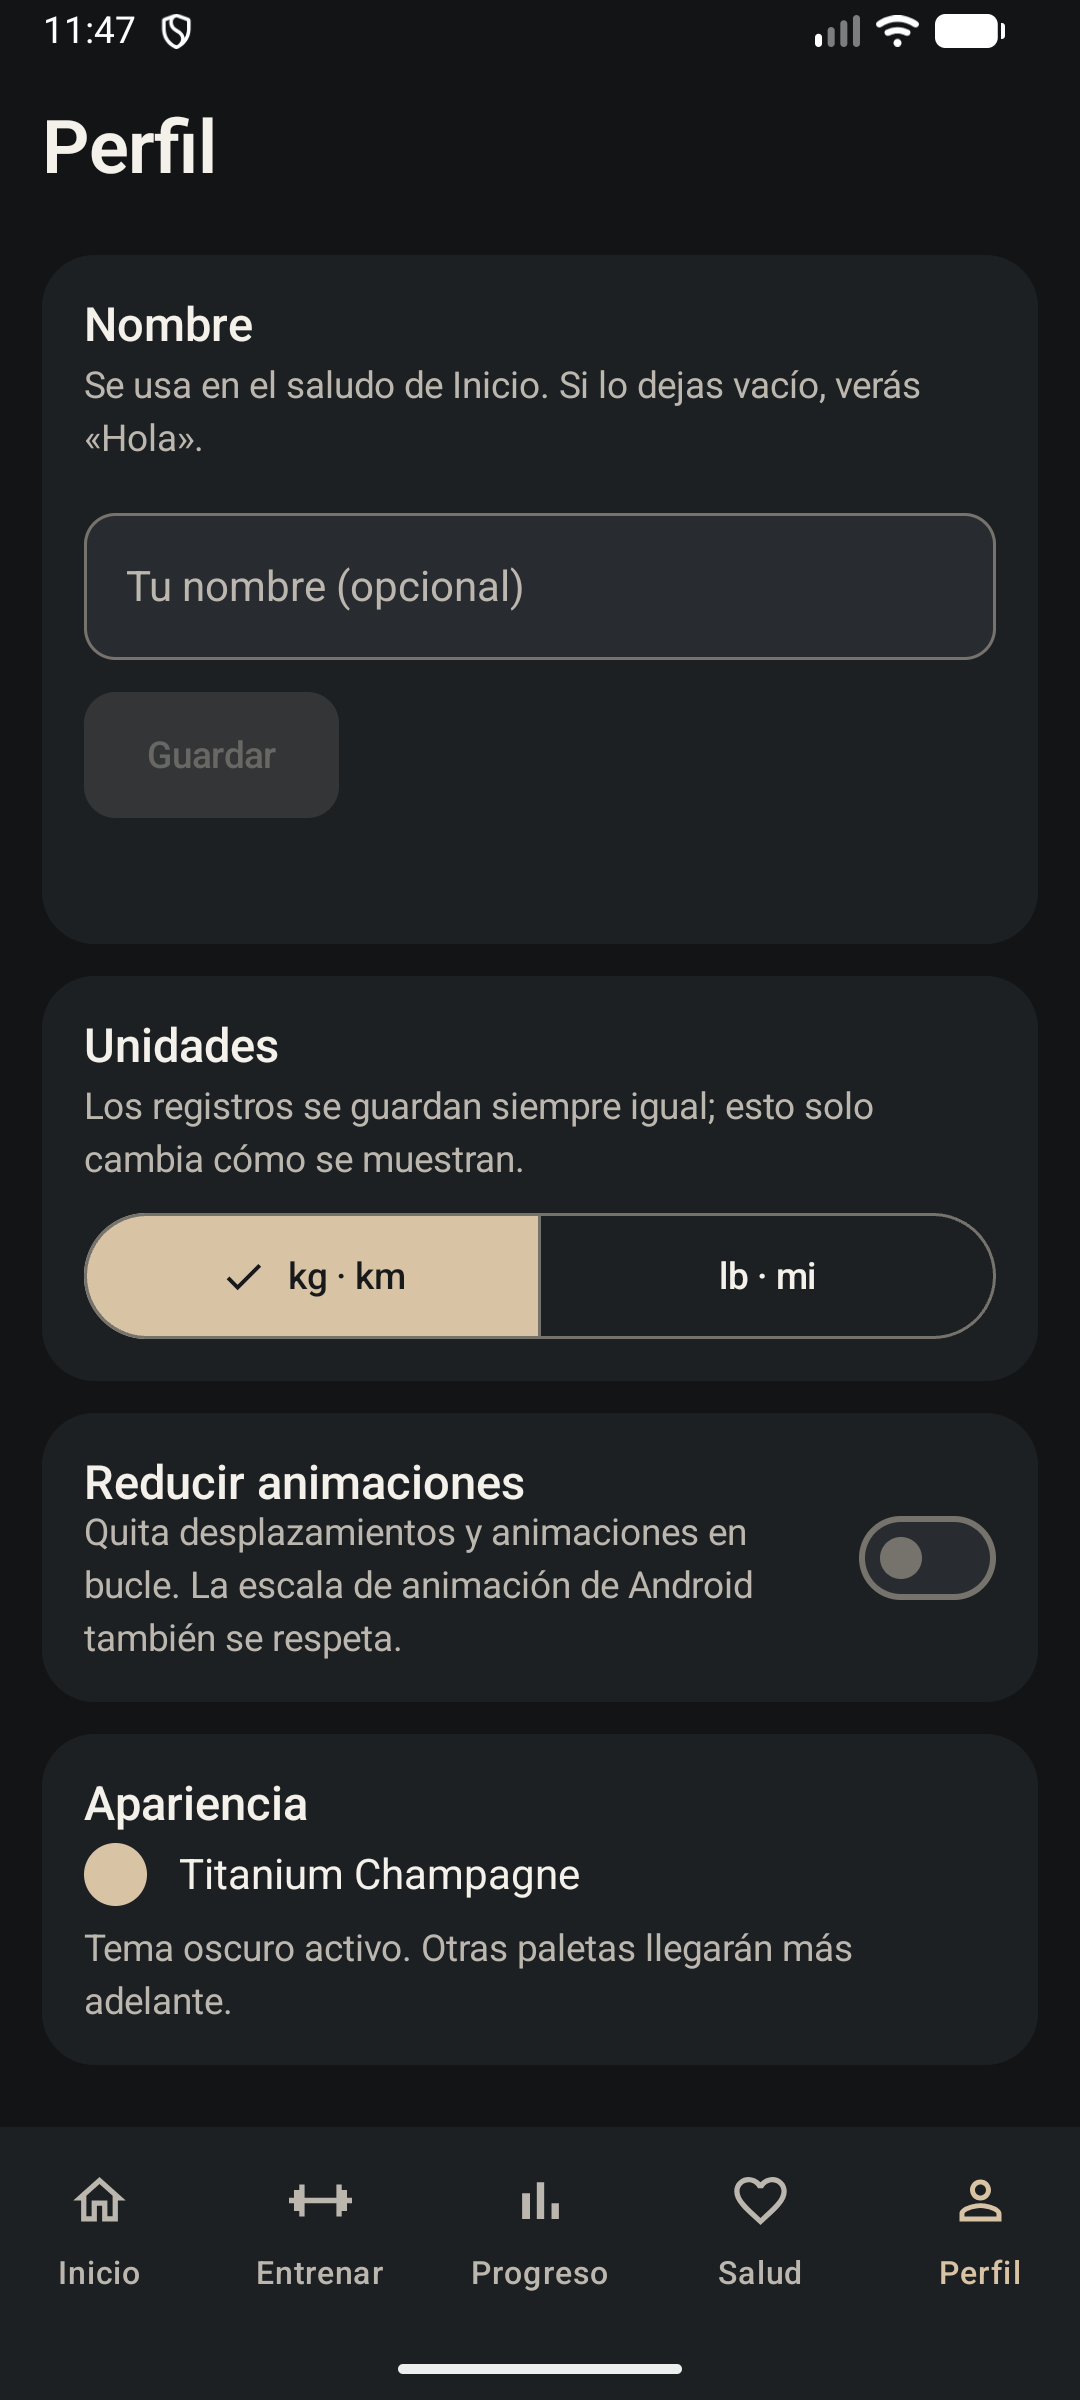 11:47
Perfil
Nombre
Se usa en el saludo de Inicio. Si lo dejas vacío, verás
«Hola».
Tu nombre (opcional)
Guardar
Unidades
Los registros se guardan siempre igual; esto solo
cambia cómo se muestran.
kg · km
lb · mi
Reducir animaciones
Quita desplazamientos y animaciones en
bucle. La escala de animación de Android
también se respeta.
Apariencia
Titanium Champagne
Tema oscuro activo. Otras paletas llegarán más
adelante.
Inicio
Entrenar
Progreso
Salud
Perfil